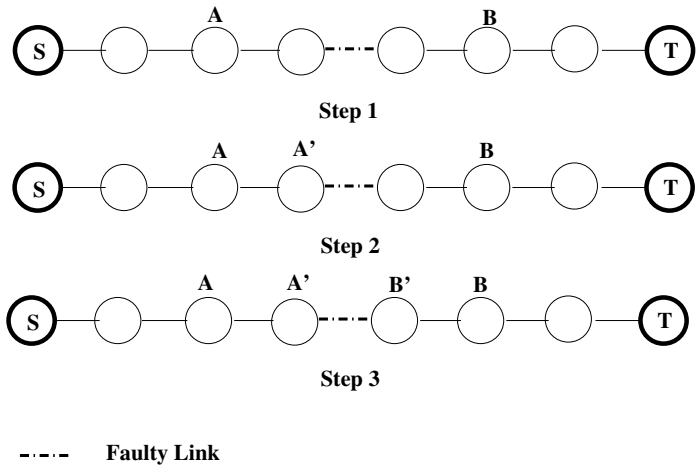 A B
S T
Step 1
A A’ B
S T
Step 2
A A’ B’ B
S T
Step 3
Faulty Link